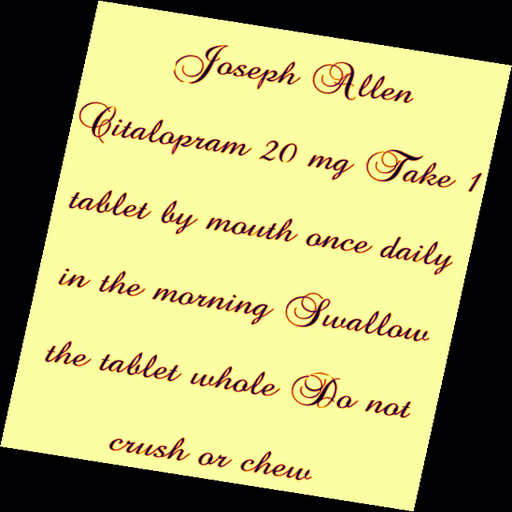 Joseph Allen
Citalopram 20 mg Take 1
tablet by mouth once daily
in the morning Swallow
the tablet whole Do not
crush or chew